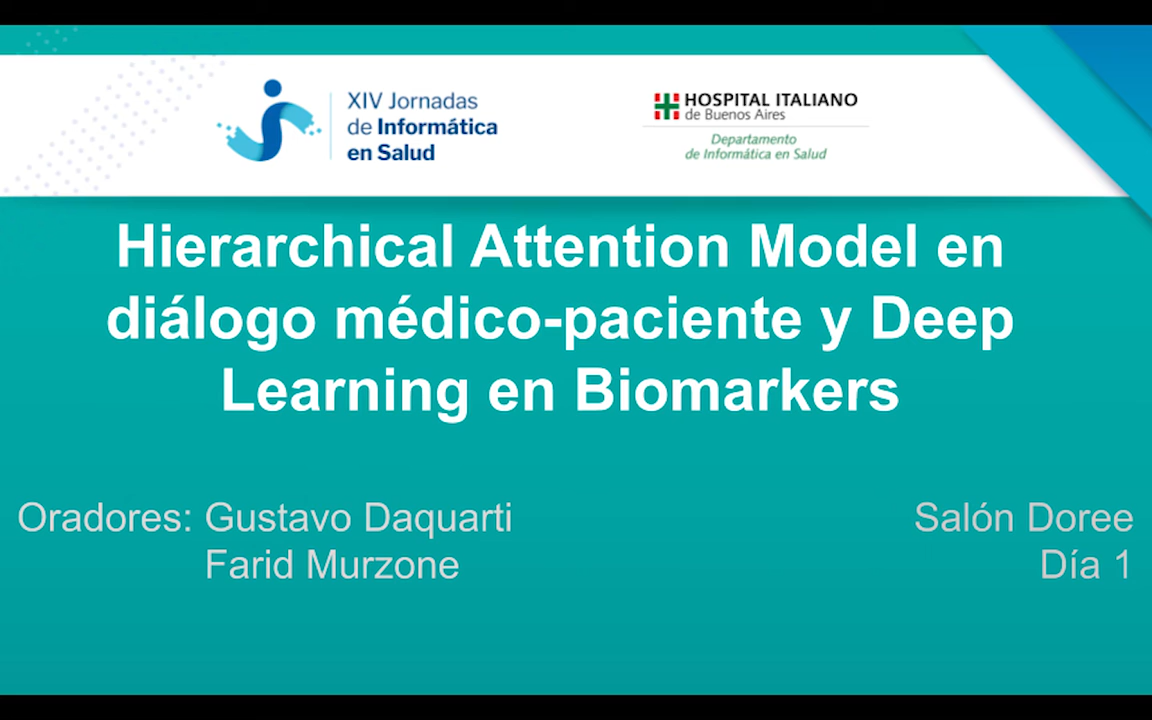 XIV Jornadas
de Informática
en Salud
HOSPITAL ITALIANO
de Buenos Aires
Departamento
de Informática en Salud
Hierarchical Attention Model en
diálogo médico-paciente y Deep
Learning en Biomarkers
Oradores: Gustavo Daquarti
Farid Murzone
Salón Doree
Día 1